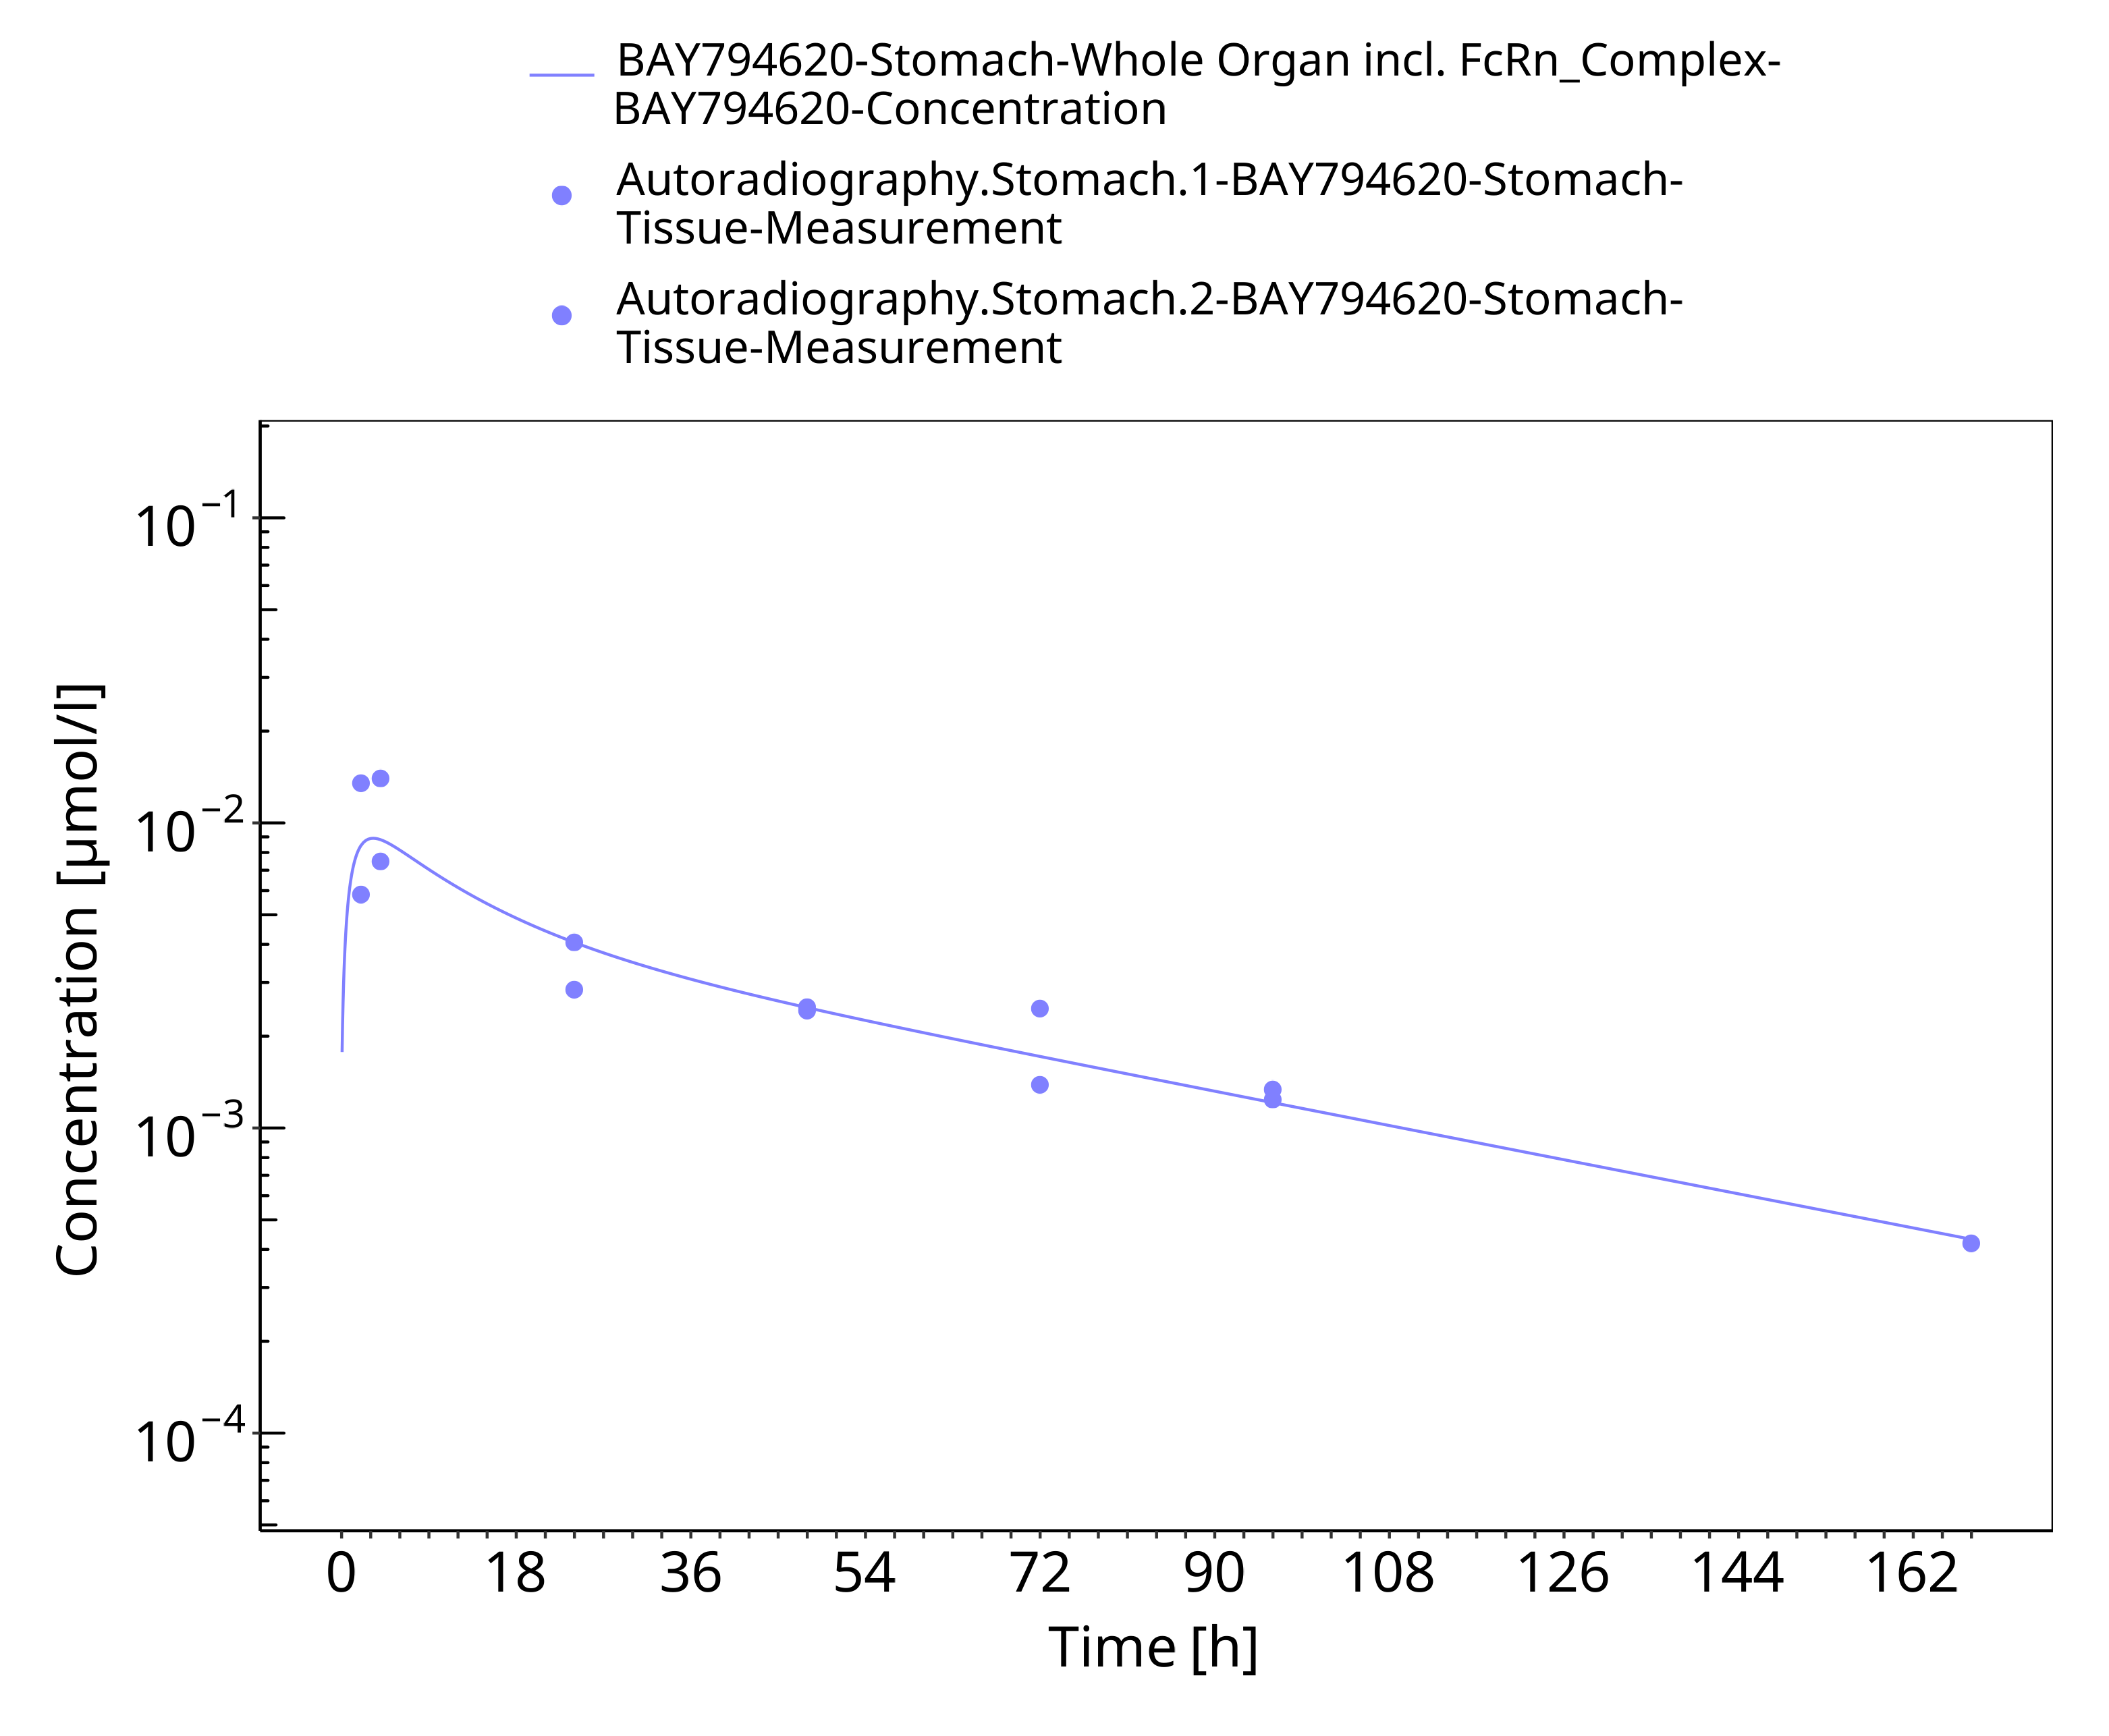 BAY794620-Stomach-Whole Organ incl. FcRn_Complex-
BAY794620-Concentration
Autoradiography.Stomach.1-BAY794620-Stomach-
Tissue-Measurement
Autoradiography.Stomach.2-BAY794620-Stomach-
Tissue-Measurement
10⁻¹
10⁻²
10⁻³
10⁻⁴
Concentration [µmol/l]
0 18 36 54 72 90 108 126 144 162
Time [h]